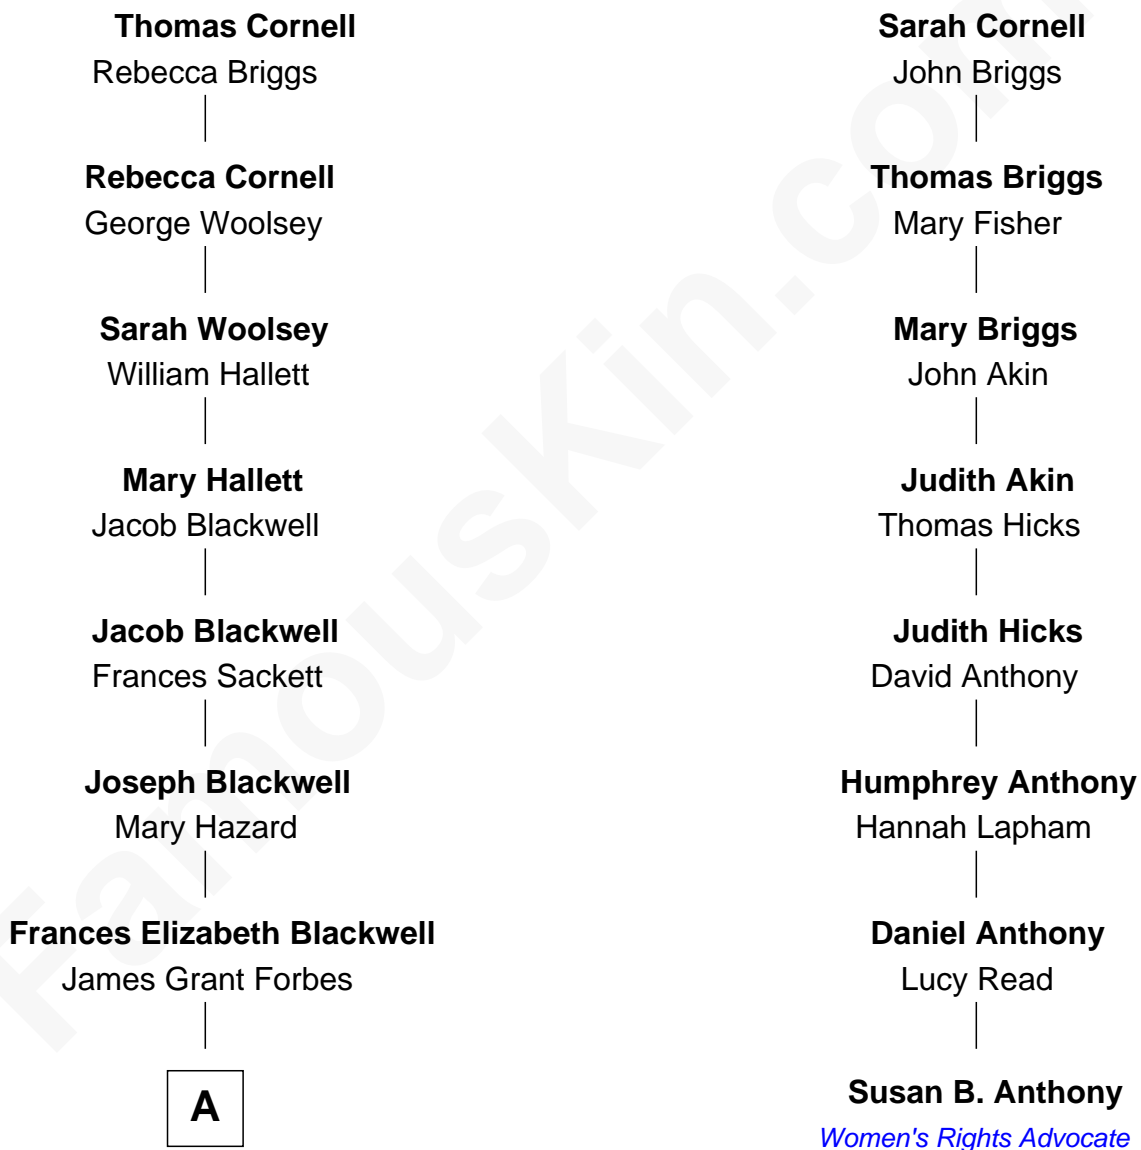 Thomas Cornell
Rebecca Briggs
Rebecca Cornell
George Woolsey
Sarah Woolsey
William Hallett
Mary Hallett
Jacob Blackwell
Jacob Blackwell
Frances Sackett
Joseph Blackwell
Mary Hazard
Frances Elizabeth Blackwell
James Grant Forbes
A
Sarah Cornell
John Briggs
Thomas Briggs
Mary Fisher
Mary Briggs
John Akin
Judith Akin
Thomas Hicks
Judith Hicks
David Anthony
Humphrey Anthony
Hannah Lapham
Daniel Anthony
Lucy Read
Susan B. Anthony
Women's Rights Advocate
FamousKin.com